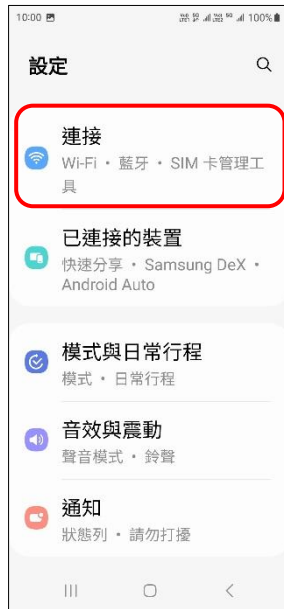 10:00
100%
設定
連接
Wi-Fi • 藍牙 • SIM 卡管理工
具
已連接的裝置
快速分享 • Samsung DeX •
Android Auto
模式與日常行程
模式 • 日常行程
音效與震動
聲音模式 • 鈴聲
通知
狀態列 • 請勿打擾